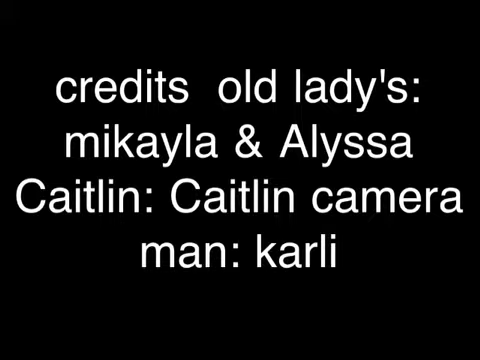 credits  old lady's:
mikayla & Alyssa
Caitlin: Caitlin camera
man: karli